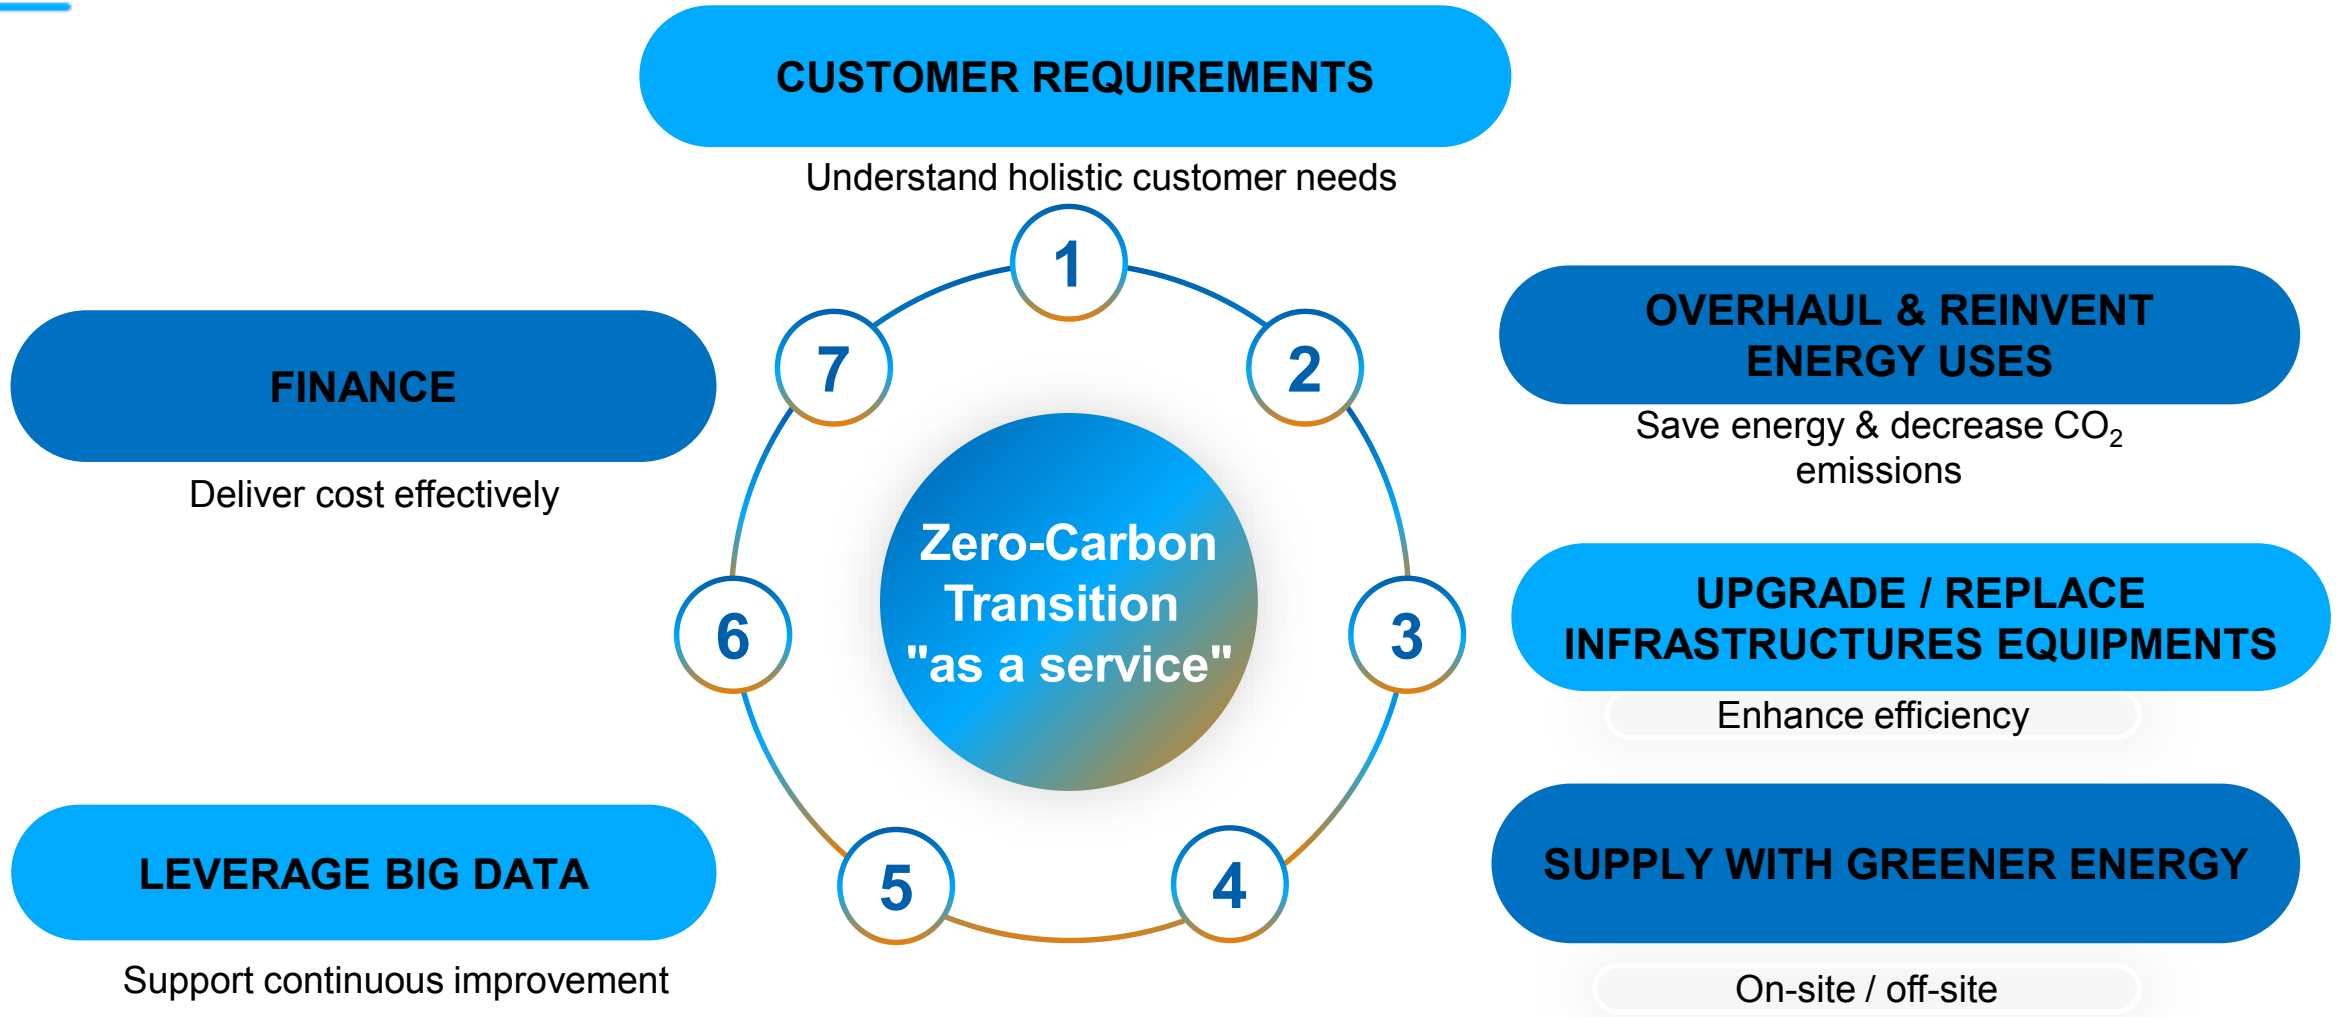 CUSTOMER REQUIREMENTS
Understand holistic customer needs
1
2
3
4
5
6
7
OVERHAUL & REINVENT
ENERGY USES
Save energy & decrease CO₂
emissions
UPGRADE / REPLACE
INFRASTRUCTURES EQUIPMENTS
Enhance efficiency
SUPPLY WITH GREENER ENERGY
On-site / off-site
LEVERAGE BIG DATA
Support continuous improvement
FINANCE
Deliver cost effectively
Zero-Carbon
Transition
"as a service"